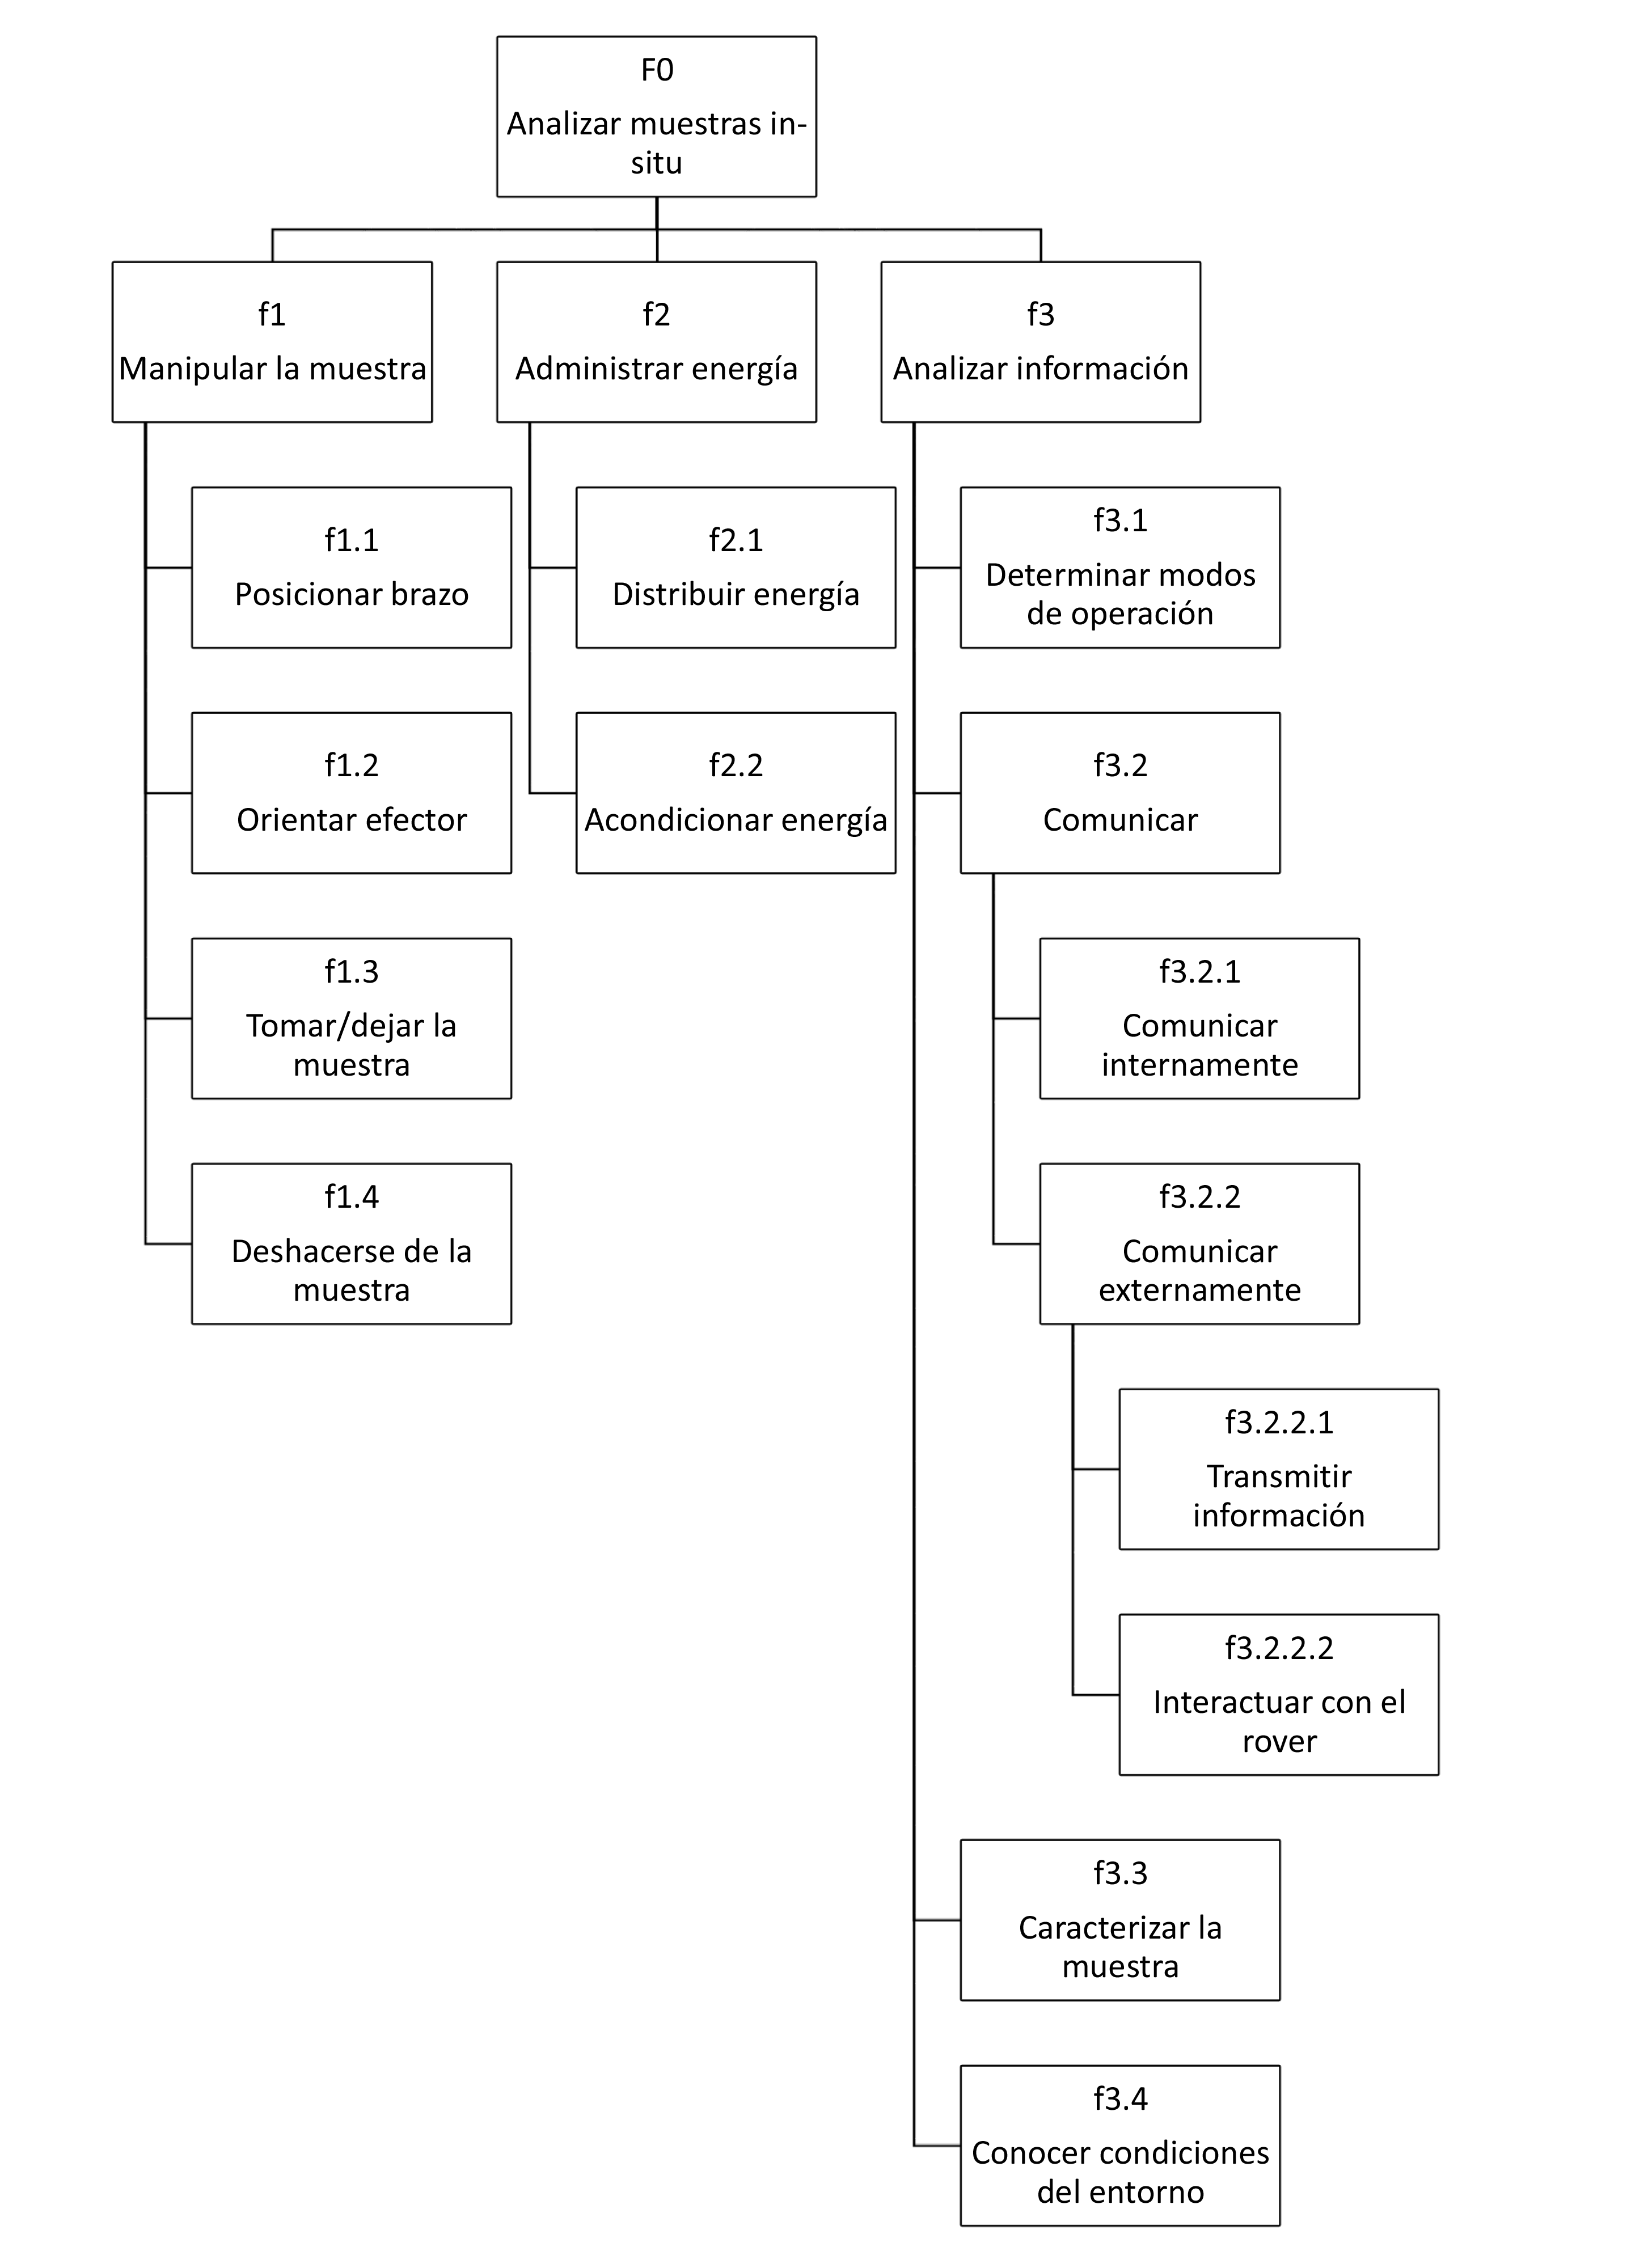 F0
Analizar muestras in-
situ
f1
Manipular la muestra
f2
Administrar energía
f3
Analizar información
f1.1
Posicionar brazo
f2.1
Distribuir energía
f3.1
Determinar modos
de operación
f1.2
Orientar efector
f2.2
Acondicionar energía
f3.2
Comunicar
f1.3
Tomar/dejar la
muestra
f3.2.1
Comunicar
internamente
f1.4
Deshacerse de la
muestra
f3.2.2
Comunicar
externamente
f3.2.2.1
Transmitir
información
f3.2.2.2
Interactuar con el
rover
f3.3
Caracterizar la
muestra
f3.4
Conocer condiciones
del entorno